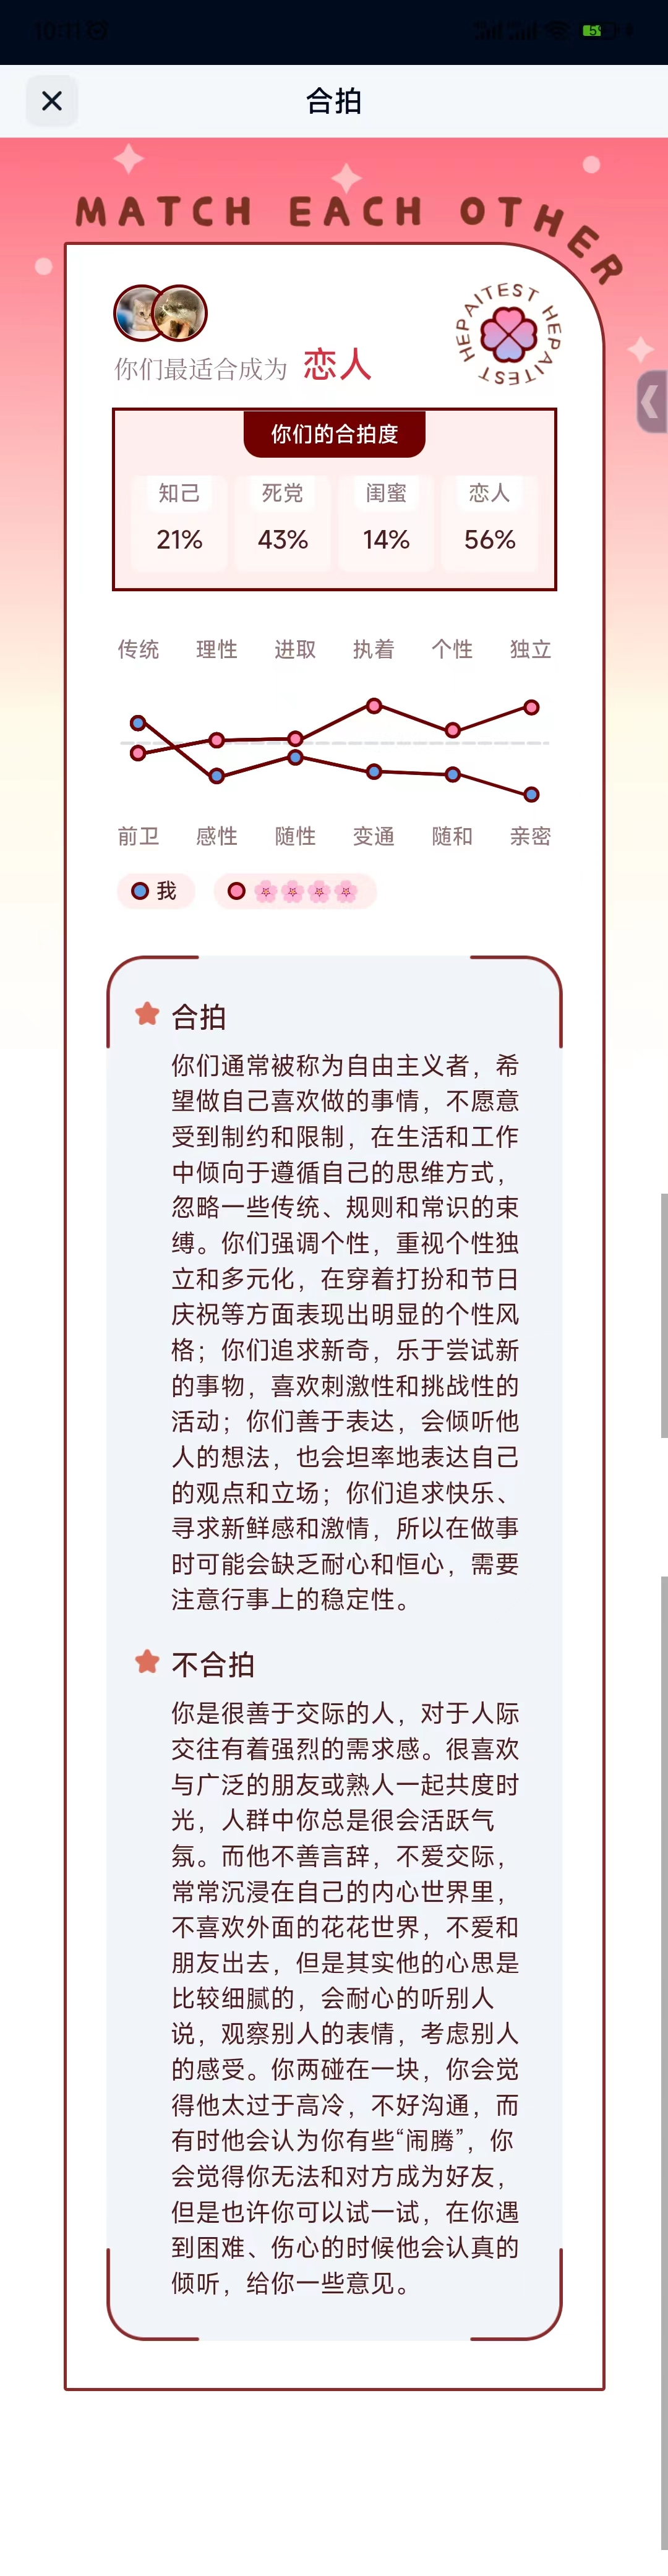 10:11
5
合拍
MATCH EACH OTHER
HEPAITEST HEPAITEST
你们最适合成为 恋人
你们的合拍度
知己 死党 闺蜜 恋人
21% 43% 14% 56%
传统 理性 进取 执着 个性 独立
前卫 感性 随性 变通 随和 亲密
我 🌸🌸🌸🌸
合拍
你们通常被称为自由主义者，希
望做自己喜欢做的事情，不愿意
受到制约和限制，在生活和工作
中倾向于遵循自己的思维方式，
忽略一些传统、规则和常识的束
缚。你们强调个性，重视个性独
立和多元化，在穿着打扮和节日
庆祝等方面表现出明显的个性风
格；你们追求新奇，乐于尝试新
的事物，喜欢刺激性和挑战性的
活动；你们善于表达，会倾听他
人的想法，也会坦率地表达自己
的观点和立场；你们追求快乐、
寻求新鲜感和激情，所以在做事
时可能会缺乏耐心和恒心，需要
注意行事上的稳定性。
不合拍
你是很善于交际的人，对于人际
交往有着强烈的需求感。很喜欢
与广泛的朋友或熟人一起共度时
光，人群中你总是很会活跃气
氛。而他不善言辞，不爱交际，
常常沉浸在自己的内心世界里，
不喜欢外面的花花世界，不爱和
朋友出去，但是其实他的心思是
比较细腻的，会耐心的听别人
说，观察别人的表情，考虑别人
的感受。你两碰在一块，你会觉
得他太过于高冷，不好沟通，而
有时他会认为你有些“闹腾”，你
会觉得你无法和对方成为好友，
但是也许你可以试一试，在你遇
到困难、伤心的时候他会认真的
倾听，给你一些意见。